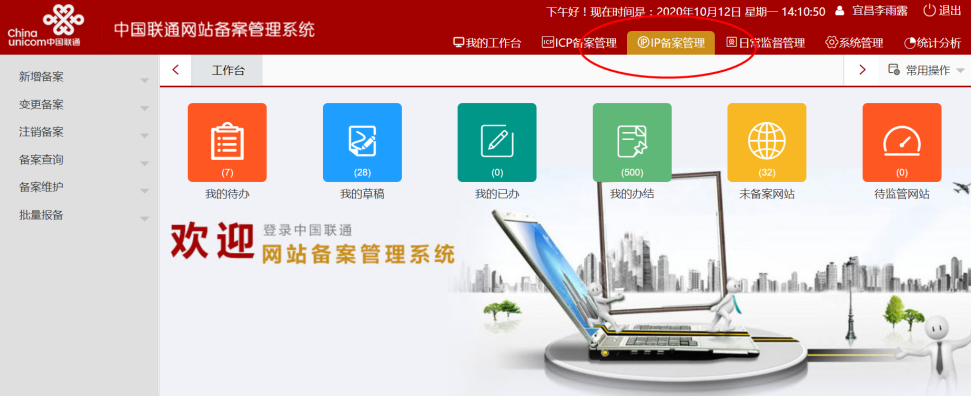 下午好！现在时间是：2020年10月12日 星期一 14:10:50 宜昌李雨露 退出
China
unicom中国联通
中国联通网站备案管理系统
我的工作台 ICP备案管理 IP备案管理 日常监督管理 系统管理 统计分析
新增备案
变更备案
注销备案
备案查询
备案维护
批量报备
工作台 常用操作
(7) (28) (0) (500) (32) (0)
我的待办 我的草稿 我的已办 我的办结 未备案网站 待监管网站
欢迎
登录中国联通
网站备案管理系统